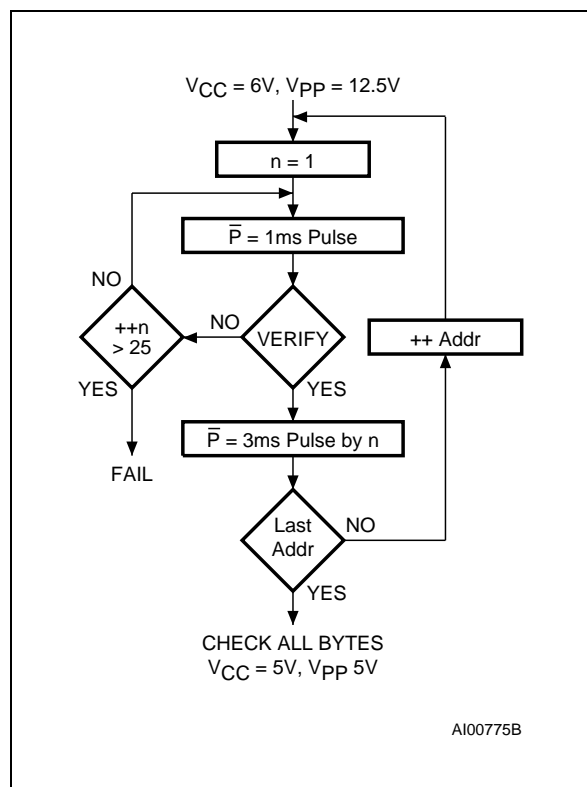 VCC = 6V, VPP = 12.5V
n = 1
P̅ = 1ms Pulse
NO
++n
> 25
NO
VERIFY
++ Addr
YES
YES
P̅ = 3ms Pulse by n
FAIL
Last
Addr
NO
YES
CHECK ALL BYTES
VCC = 5V, VPP 5V
AI00775B